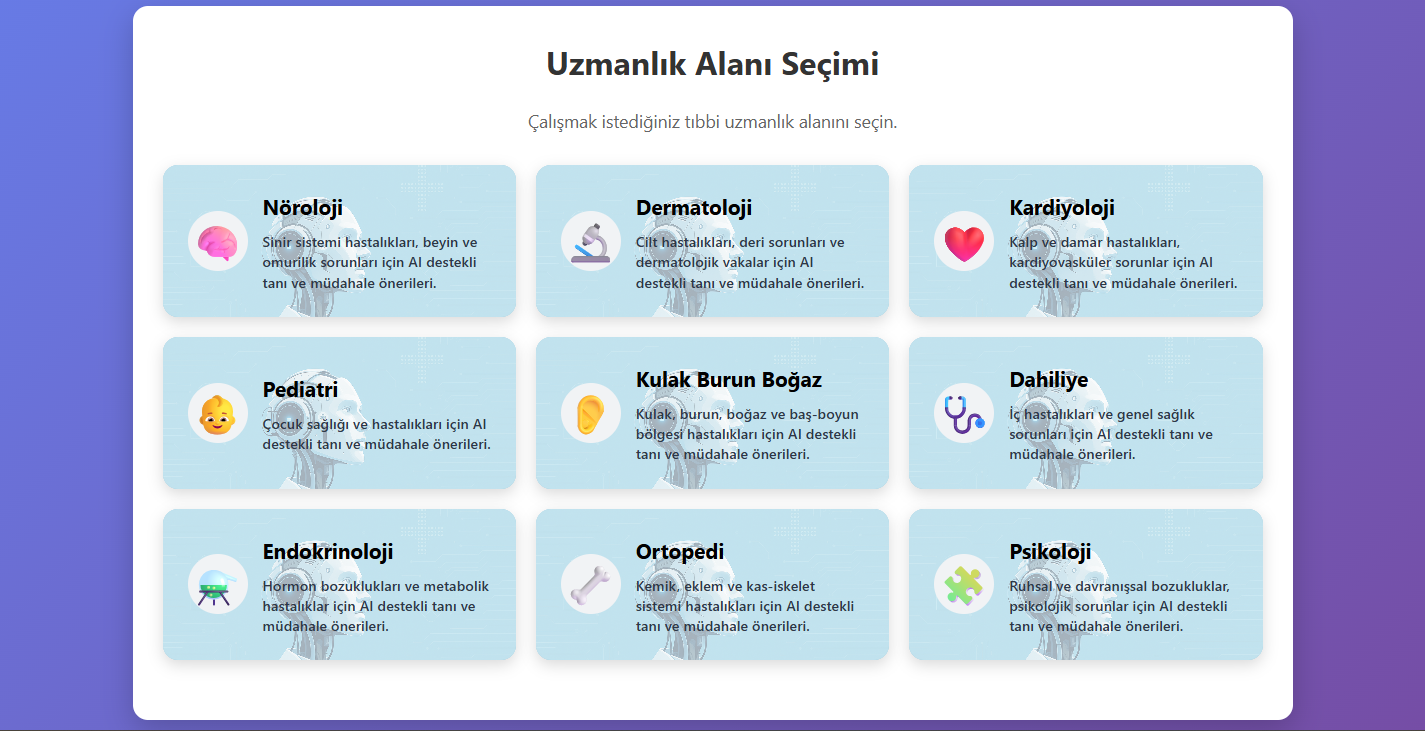 Uzmanlık Alanı Seçimi
Çalışmak istediğiniz tıbbi uzmanlık alanını seçin.
Nöroloji
Sinir sistemi hastalıkları, beyin ve
omurilik sorunları için AI destekli
tanı ve müdahale önerileri.
Dermatoloji
Cilt hastalıkları, deri sorunları ve
dermatolojik vakalar için AI
destekli tanı ve müdahale önerileri.
Kardiyoloji
Kalp ve damar hastalıkları,
kardiyovasküler sorunlar için AI
destekli tanı ve müdahale önerileri.
Pediatri
Çocuk sağlığı ve hastalıkları için AI
destekli tanı ve müdahale önerileri.
Kulak Burun Boğaz
Kulak, burun, boğaz ve baş-boyun
bölgesi hastalıkları için AI destekli
tanı ve müdahale önerileri.
Dahiliye
İç hastalıkları ve genel sağlık
sorunları için AI destekli tanı ve
müdahale önerileri.
Endokrinoloji
Hormon bozuklukları ve metabolik
hastalıklar için AI destekli tanı ve
müdahale önerileri.
Ortopedi
Kemik, eklem ve kas-iskelet
sistemi hastalıkları için AI destekli
tanı ve müdahale önerileri.
Psikoloji
Ruhsal ve davranışsal bozukluklar,
psikolojik sorunlar için AI destekli
tanı ve müdahale önerileri.